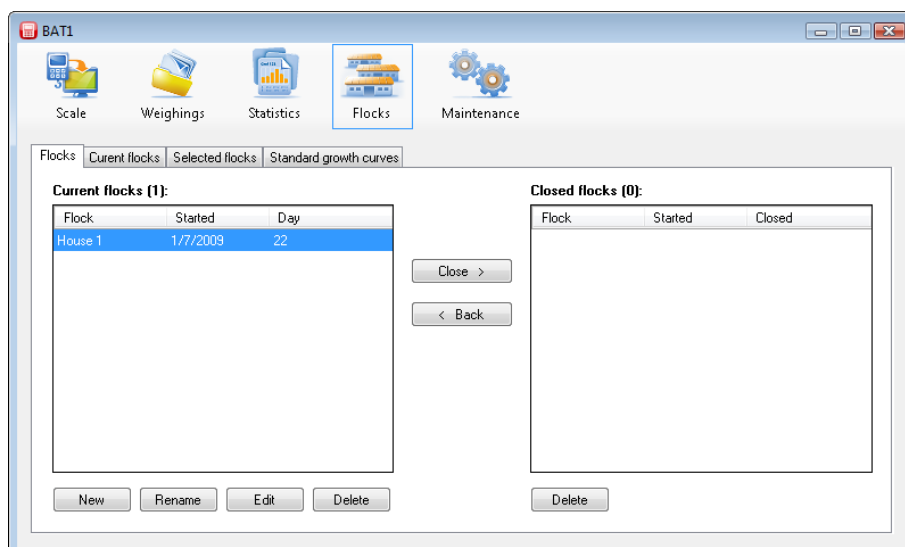 BAT1
Scale Weighings Statistics Flocks Maintenance
Flocks Curent flocks Selected flocks Standard growth curves
Current flocks (1): Closed flocks (0):
Flock Started Day Flock Started Closed
House 1 1/7/2009 22
Close >
< Back
New Rename Edit Delete Delete